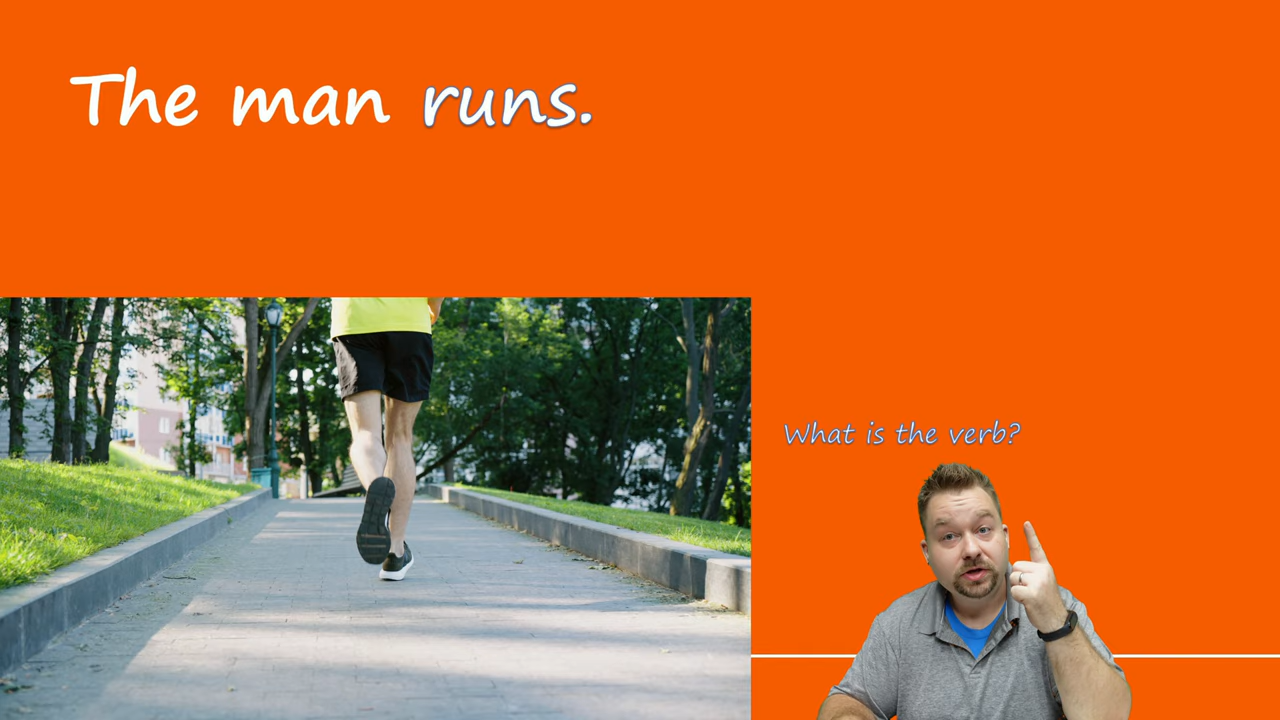 The man runs.
What is the verb?